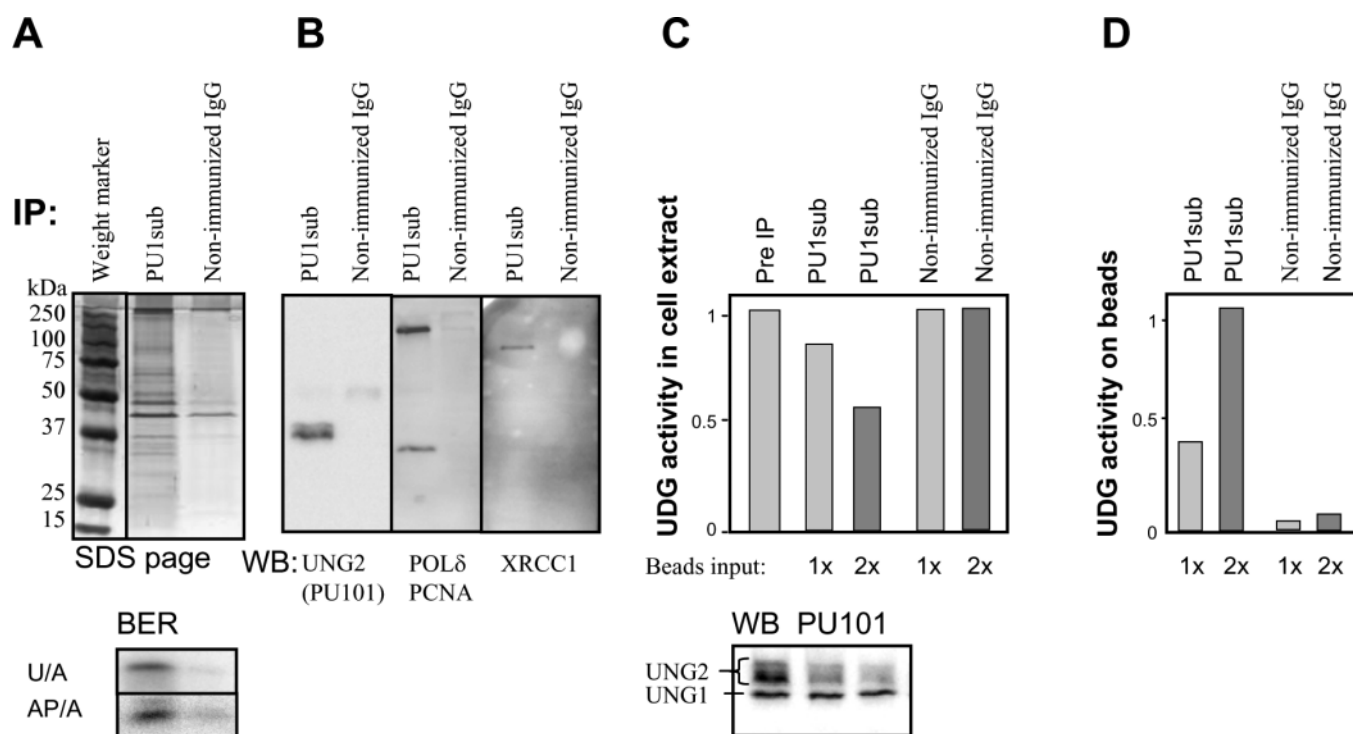 A
B
C
D
IP:
Weight marker
PU1sub
Non-immunized IgG
PU1sub
Non-immunized IgG
PU1sub
Non-immunized IgG
PU1sub
Non-immunized IgG
kDa
250
100
75
50
37
25
15
SDS page
WB:
UNG2
(PU101)
POLδ
PCNA
XRCC1
BER
U/A
AP/A
UDG activity in cell extract
Pre IP
PU1sub
PU1sub
Non-immunized IgG
Non-immunized IgG
1
0.5
0
Beads input:
1x
2x
1x
2x
WB PU101
UNG2
UNG1
UDG activity on beads
PU1sub
PU1sub
Non-immunized IgG
Non-immunized IgG
1
0.5
0
1x
2x
1x
2x